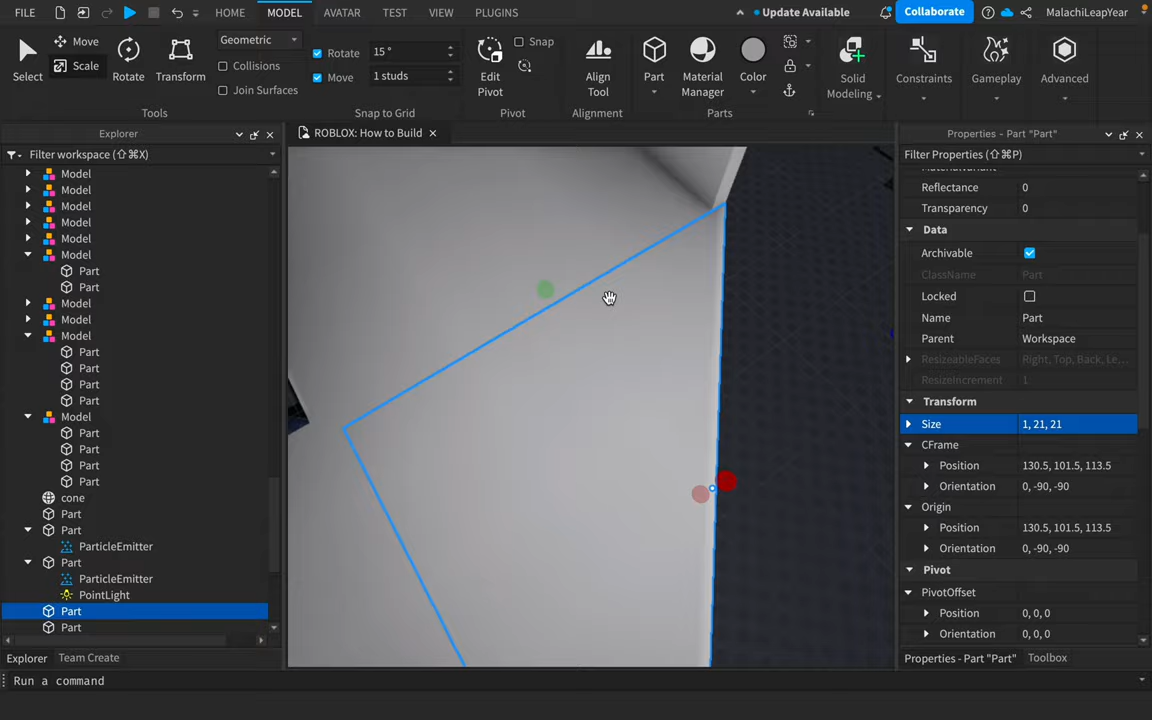 FILE HOME MODEL AVATAR TEST VIEW PLUGINS Update Available Collaborate MalachiLeapYear
Select Move Scale Rotate Transform Geometric Collisions Join Surfaces
Tools
Rotate 15 °
Move 1 studs
Snap to Grid
Edit Pivot Snap
Pivot
Align Tool
Alignment
Part Material Manager Color
Parts
Solid Modeling
Constraints
Gameplay
Advanced
Explorer
Filter workspace (⇧⌘X)
Model
Model
Model
Model
Model
Model
Part
Part
Model
Model
Model
Part
Part
Part
Part
Model
Part
Part
Part
Part
cone
Part
Part
ParticleEmitter
Part
ParticleEmitter
PointLight
Part
Part
Explorer Team Create
ROBLOX: How to Build
Properties - Part "Part"
Filter Properties (⇧⌘P)
MaterialVariant
Reflectance 0
Transparency 0
Data
Archivable
ClassName Part
Locked
Name Part
Parent Workspace
ResizeableFaces Right, Top, Back, Le...
ResizeIncrement 1
Transform
Size 1, 21, 21
CFrame
Position 130.5, 101.5, 113.5
Orientation 0, -90, -90
Origin
Position 130.5, 101.5, 113.5
Orientation 0, -90, -90
Pivot
PivotOffset
Position 0, 0, 0
Orientation 0, 0, 0
Properties - Part "Part" Toolbox
Run a command